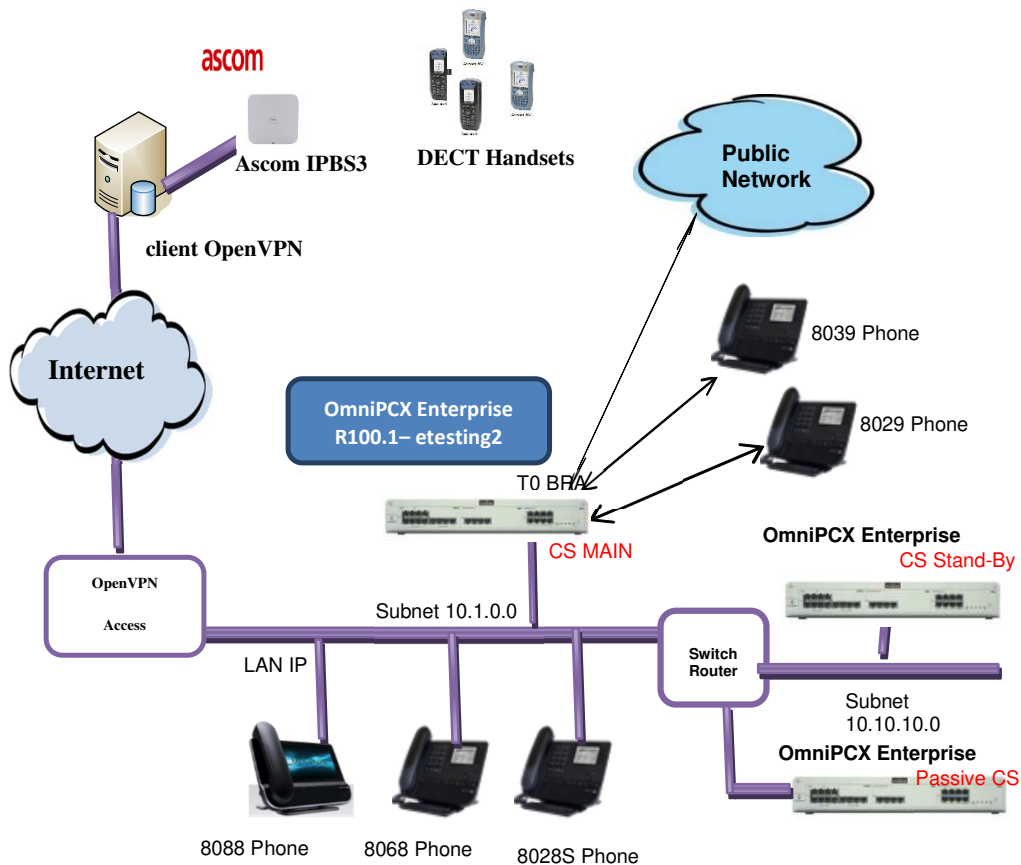 ascom
Ascom IPBS3
DECT Handsets
Public
Network
client OpenVPN
Internet
8039 Phone
OmniPCX Enterprise
R100.1– etesting2
8029 Phone
T0 BRA
CS MAIN
OmniPCX Enterprise
CS Stand-By
OpenVPN
Access
Subnet 10.1.0.0
Switch
Router
LAN IP
Subnet
10.10.10.0
OmniPCX Enterprise
Passive CS
8088 Phone
8068 Phone
8028S Phone